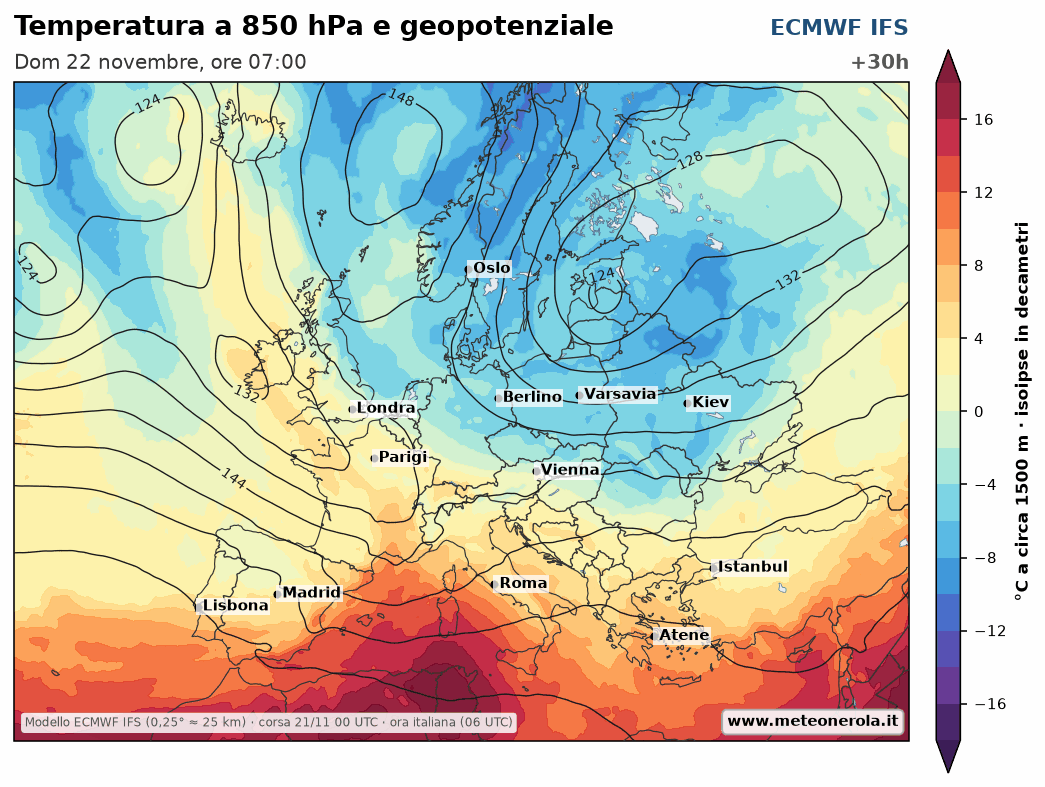 Temperatura a 850 hPa e geopotenziale
ECMWF IFS
Dom 22 novembre, ore 07:00
+30h
124
148
128
124
124
132
132
144
Oslo
Londra
Berlino
Varsavia
Kiev
Parigi
Vienna
Roma
Istanbul
Madrid
Lisbona
Atene
16
12
8
4
0
−4
−8
−12
−16
°C a circa 1500 m · isoipse in decametri
Modello ECMWF IFS (0,25° ≈ 25 km) · corsa 21/11 00 UTC · ora italiana (06 UTC)
www.meteonerola.it